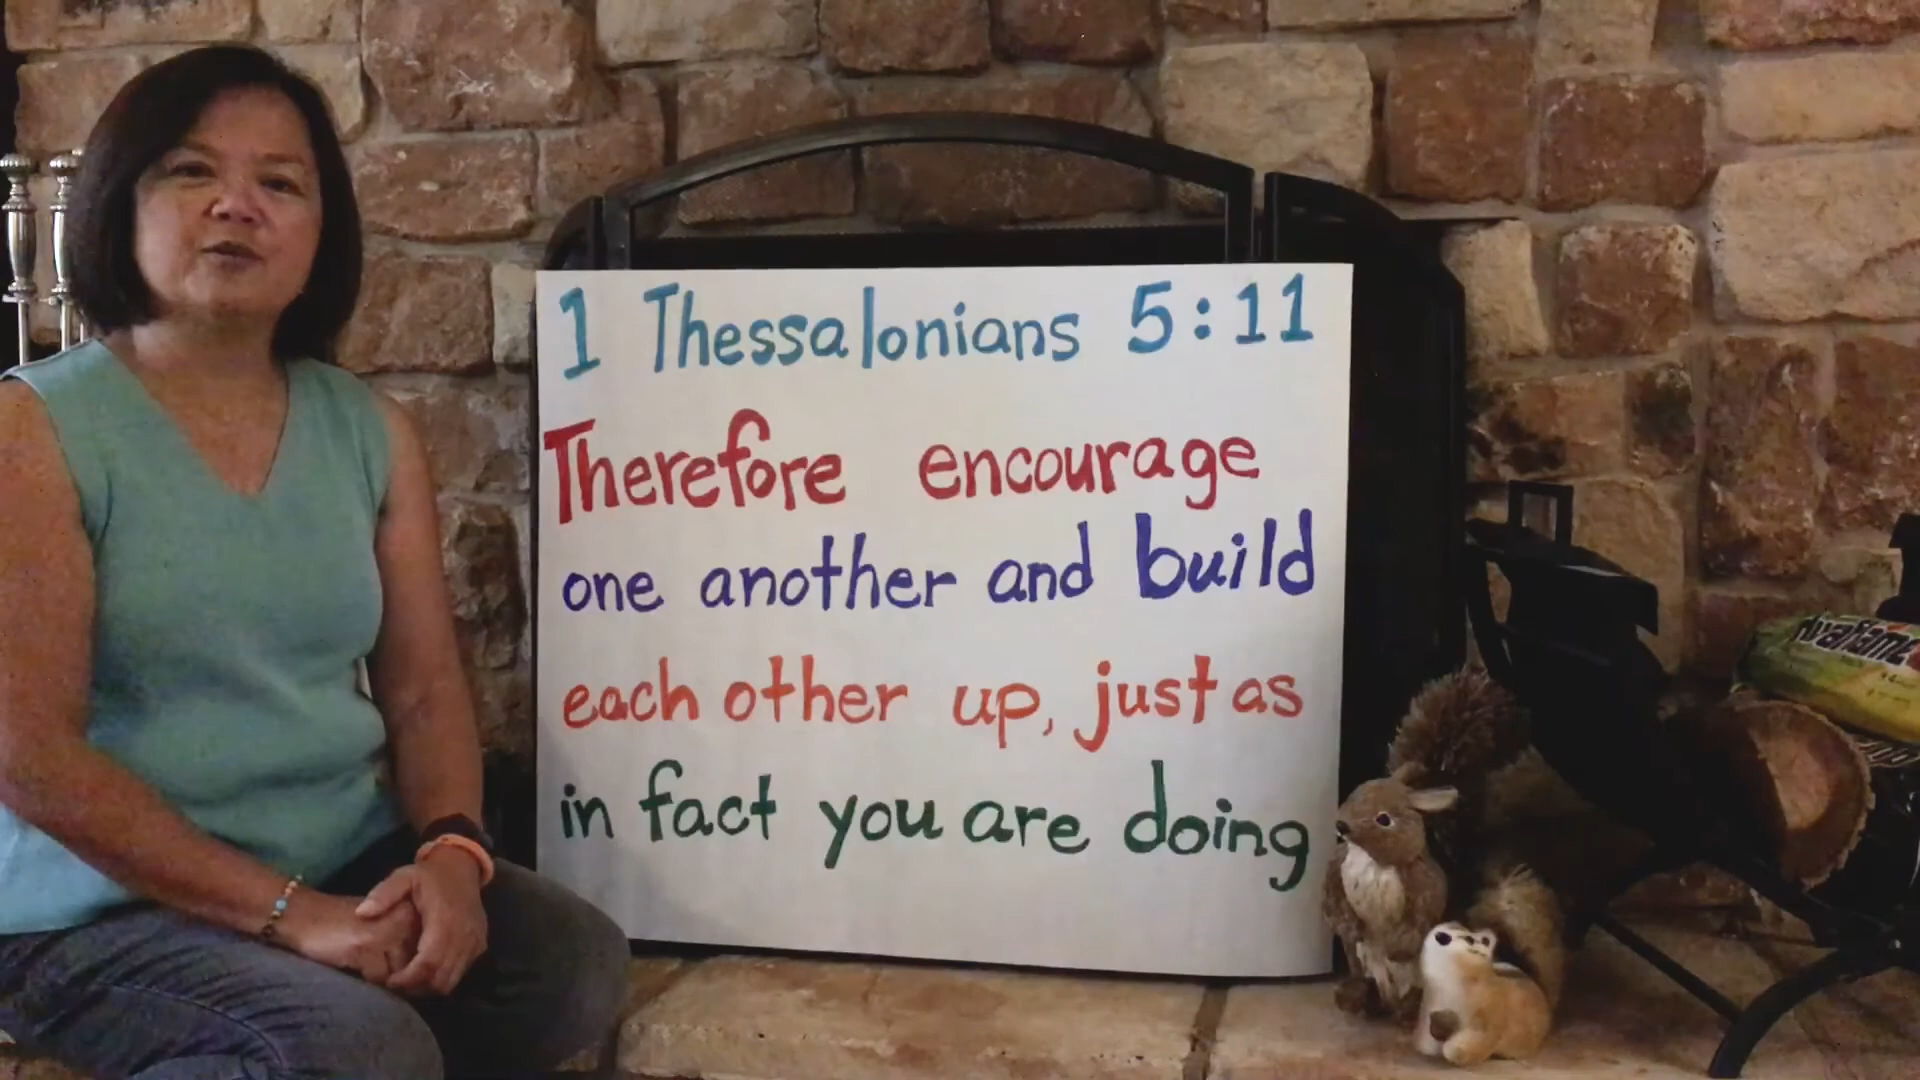 1 Thessalonians 5:11
Therefore encourage
one another and build
each other up, just as
in fact you are doing